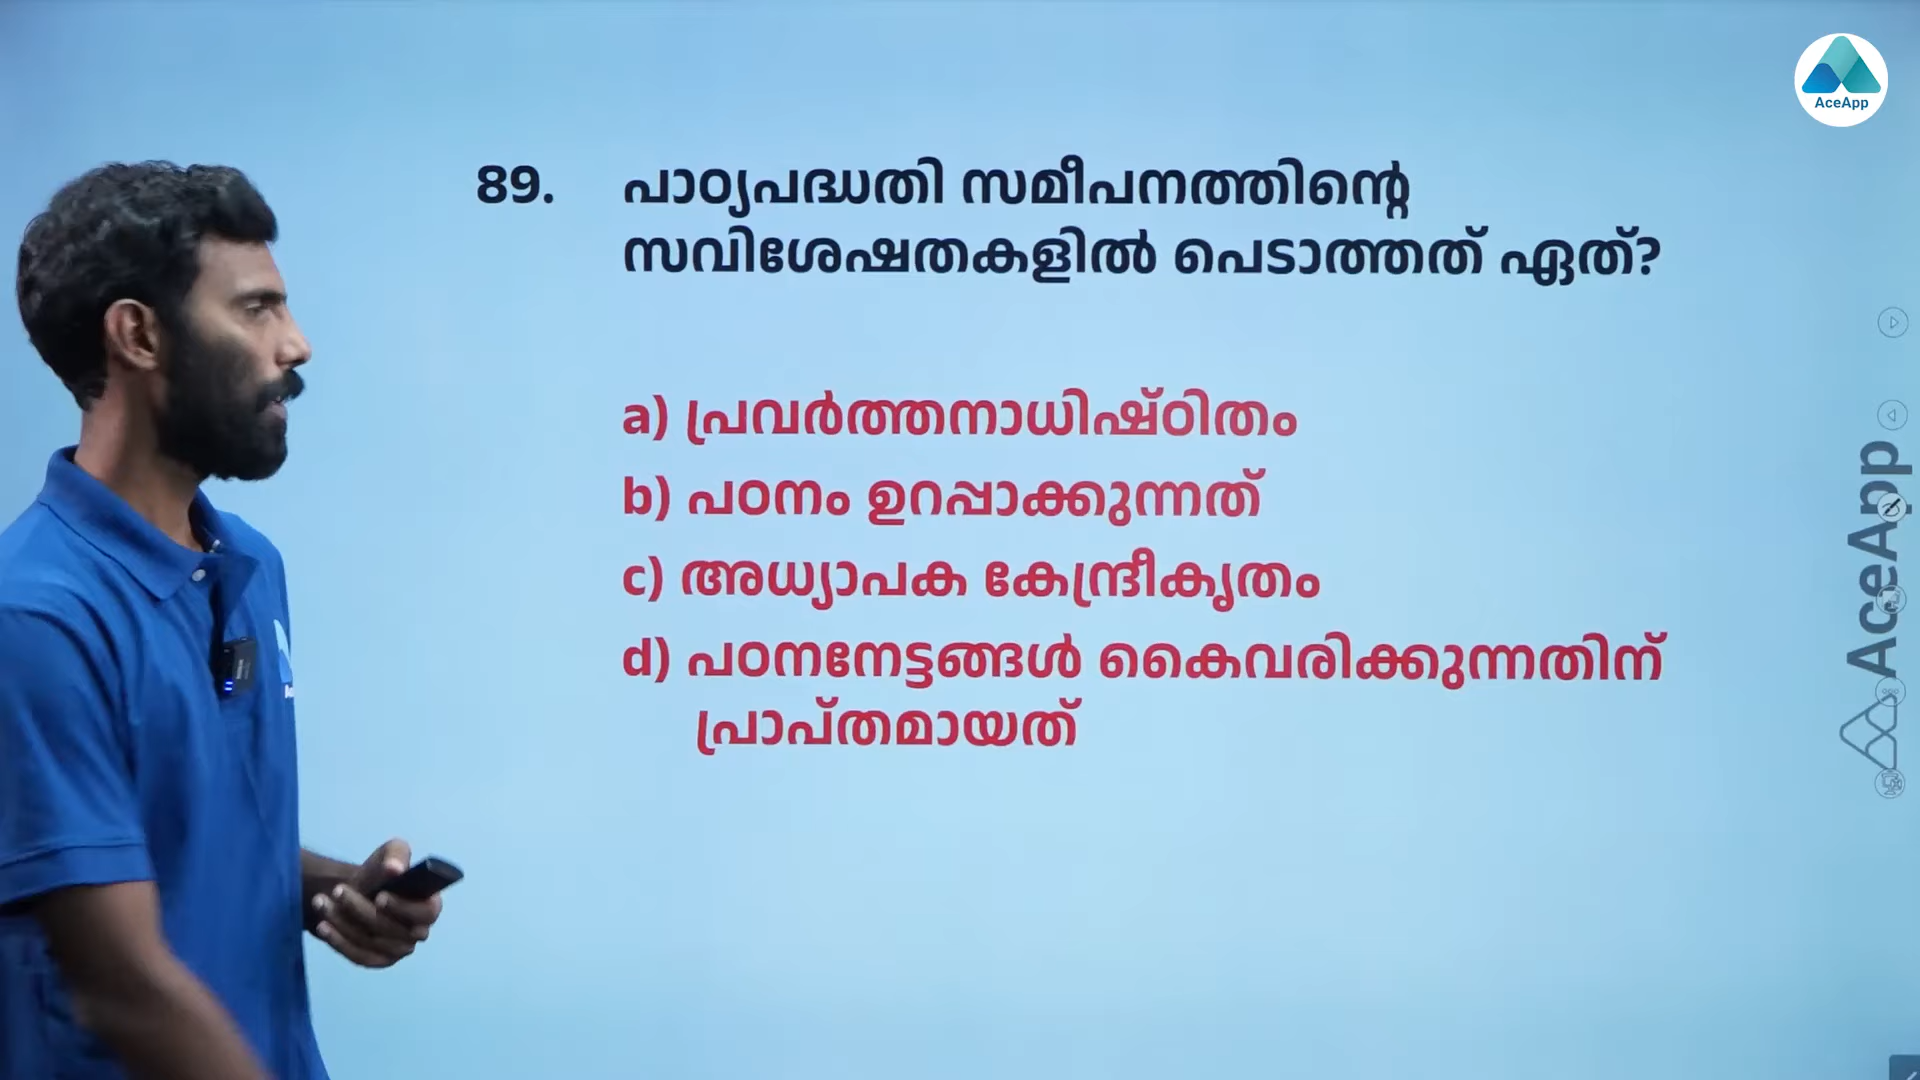 AceApp
89. പാഠ്യപദ്ധതി സമീപനത്തിന്റെ
സവിശേഷതകളിൽ പെടാത്തത് ഏത്?
a) പ്രവർത്തനാധിഷ്ഠിതം
b) പഠനം ഉറപ്പാക്കുന്നത്
c) അധ്യാപക കേന്ദ്രീകൃതം
d) പഠനനേട്ടങ്ങൾ കൈവരിക്കുന്നതിന്
പ്രാപ്തമായത്
AceApp